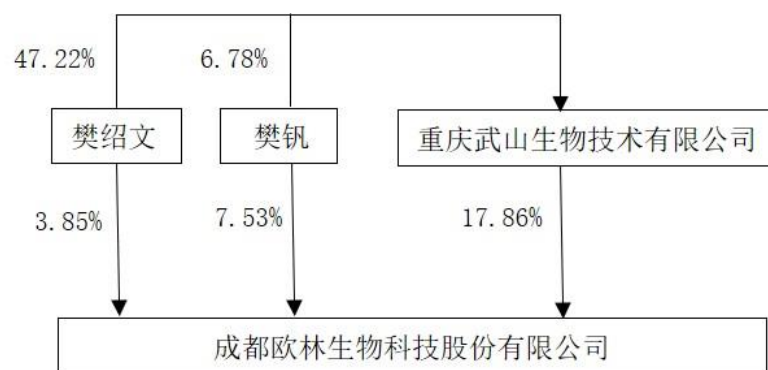 47.22%
6.78%
樊绍文
樊钒
重庆武山生物技术有限公司
3.85%
7.53%
17.86%
成都欧林生物科技股份有限公司